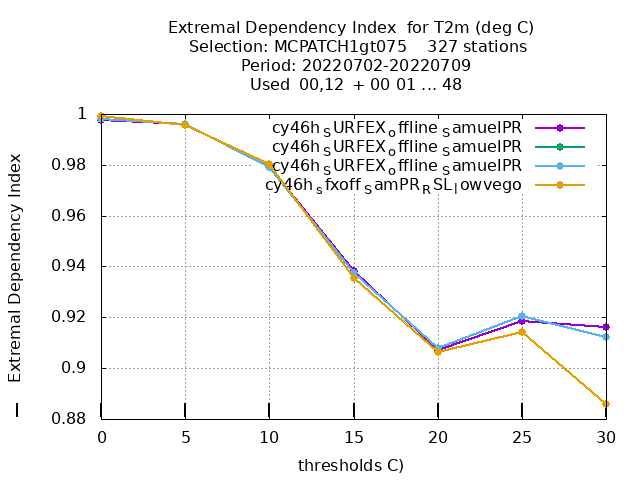 Extremal Dependency Index for T2m (deg C)
Selection: MCPATCH1gt075 327 stations
Period: 20220702-20220709
Used 00,12 + 00 01 ... 48
cy46h_SURFEX_offline_SamuelPR
cy46h_SURFEX_offline_SamuelPR
cy46h_SURFEX_offline_SamuelPR
cy46h_sfxoff_SamPR_RSL_lowvego
1
0.98
0.96
0.94
0.92
0.9
0.88
Extremal Dependency Index
0 5 10 15 20 25 30
thresholds C)